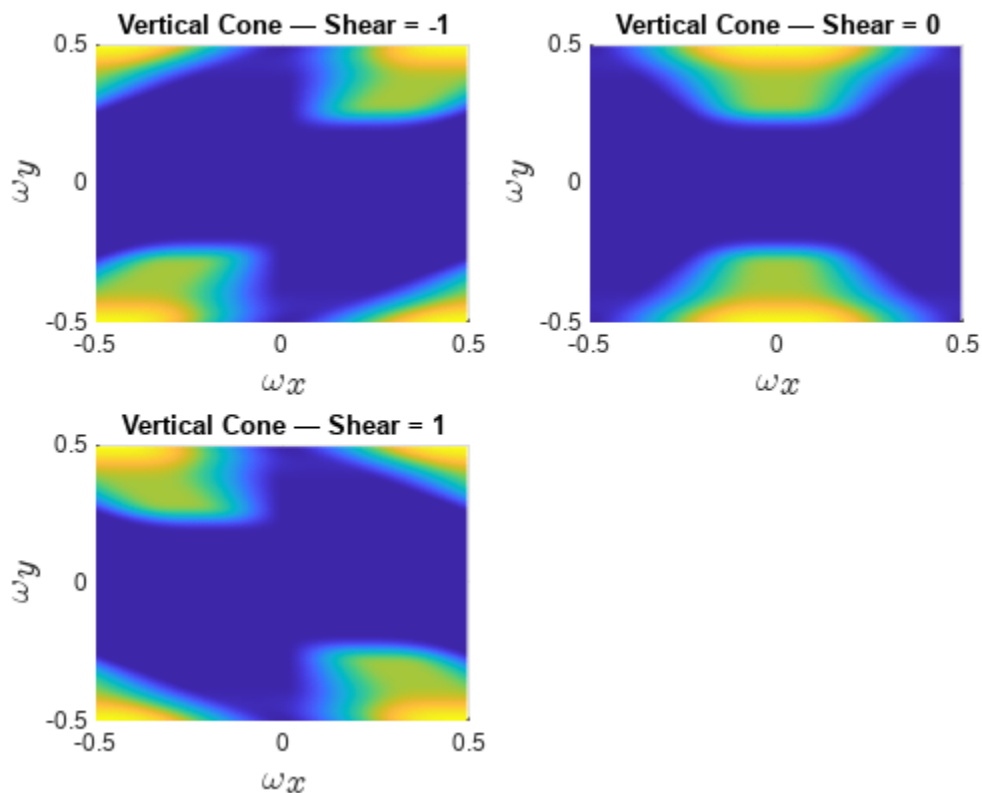 Vertical Cone — Shear = -1
0.5
ωy
0
-0.5
-0.5
0
0.5
ωx
Vertical Cone — Shear = 0
0.5
ωy
0
-0.5
-0.5
0
0.5
ωx
Vertical Cone — Shear = 1
0.5
ωy
0
-0.5
-0.5
0
0.5
ωx